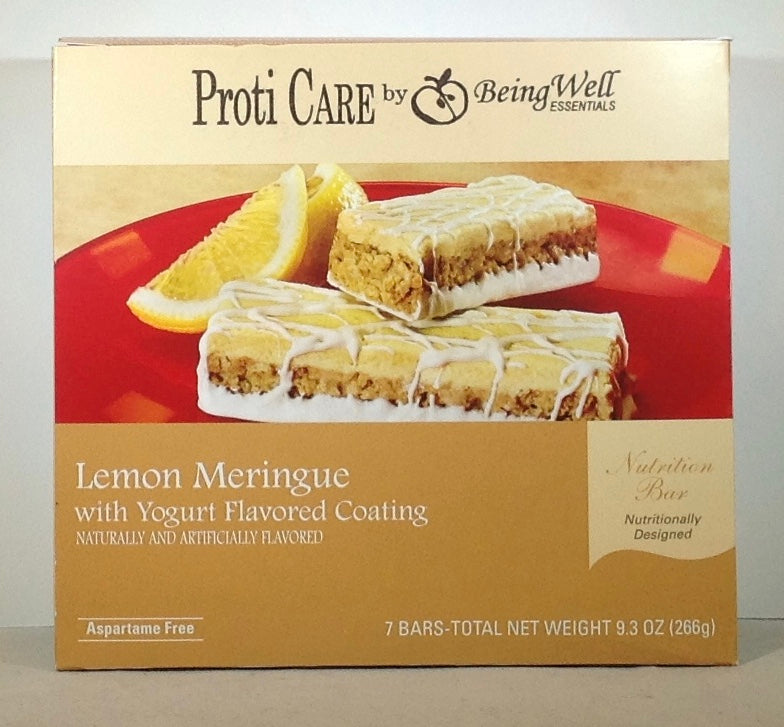 Proti CARE by BeingWell
ESSENTIALS
Lemon Meringue
with Yogurt Flavored Coating
NATURALLY AND ARTIFICIALLY FLAVORED
Nutrition
Bar
Nutritionally
Designed
Aspartame Free
7 BARS-TOTAL NET WEIGHT 9.3 OZ (266g)